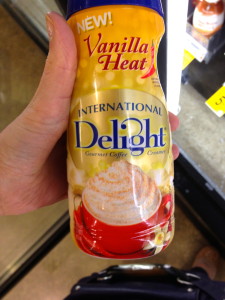 NEW!
Vanilla
Heat
INTERNATIONAL
Delight
Gourmet Coffee Creamer